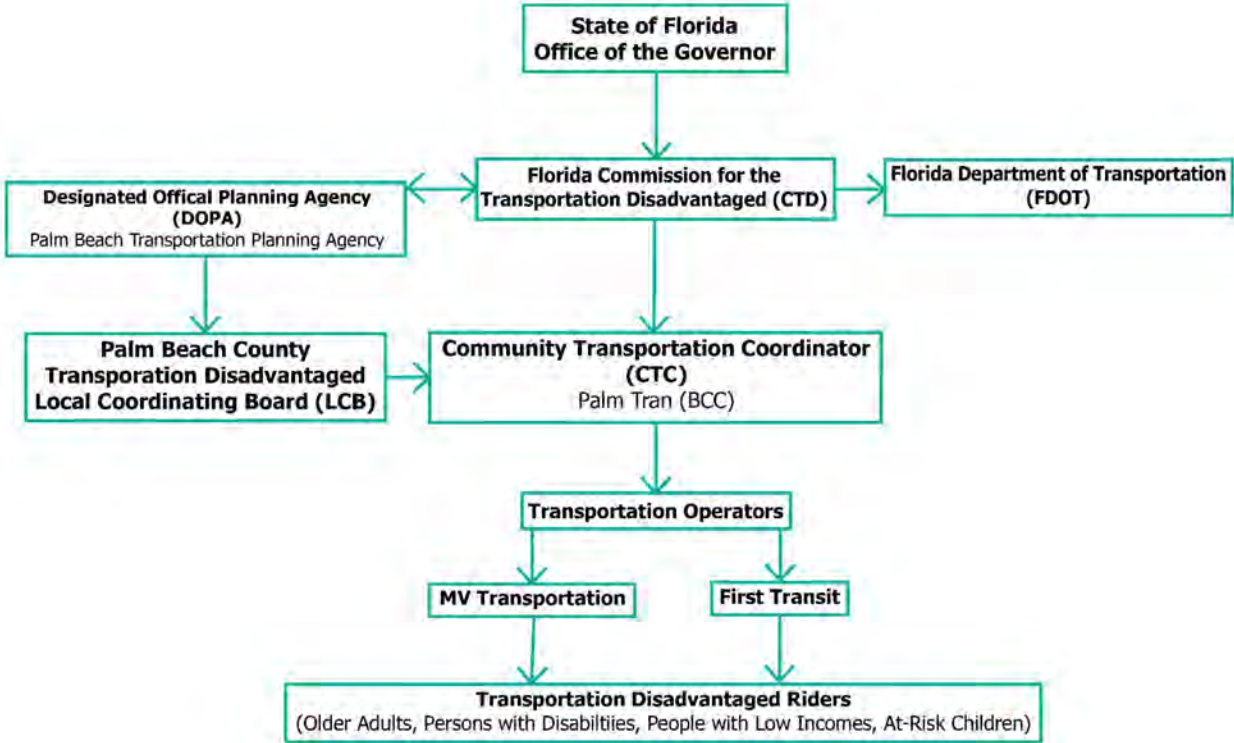 State of Florida
Office of the Governor
Florida Commission for the
Transportation Disadvantaged (CTD)
Florida Department of Transportation
(FDOT)
Designated Offical Planning Agency
(DOPA)
Palm Beach Transportation Planning Agency
Palm Beach County
Transporation Disadvantaged
Local Coordinating Board (LCB)
Community Transportation Coordinator
(CTC)
Palm Tran (BCC)
Transportation Operators
MV Transportation
First Transit
Transportation Disadvantaged Riders
(Older Adults, Persons with Disabiltiies, People with Low Incomes, At-Risk Children)